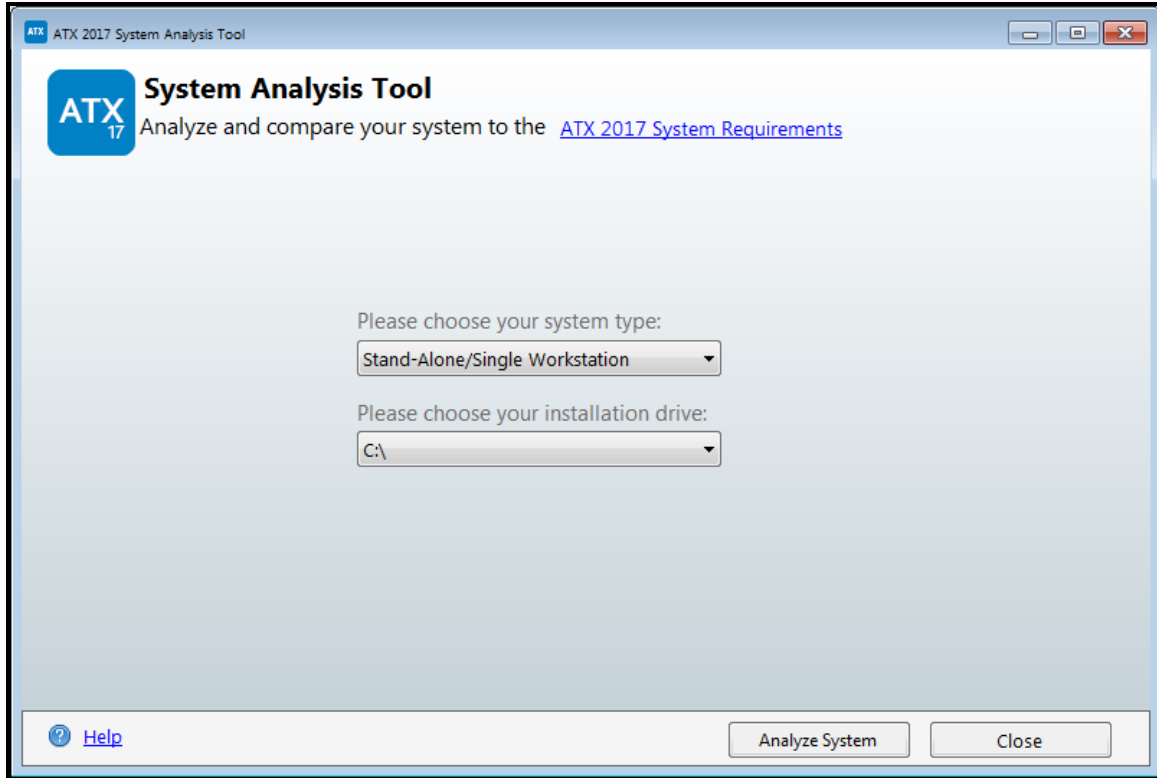 ATX ATX 2017 System Analysis Tool
ATX
17
System Analysis Tool
Analyze and compare your system to the ATX 2017 System Requirements
Please choose your system type:
Stand-Alone/Single Workstation
Please choose your installation drive:
C:\
? Help
Analyze System
Close